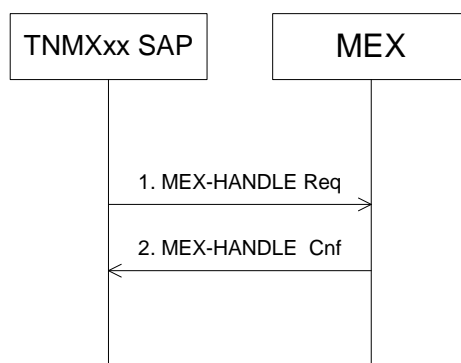 TNMXxx SAP
MEX
1. MEX-HANDLE Req
2. MEX-HANDLE Cnf